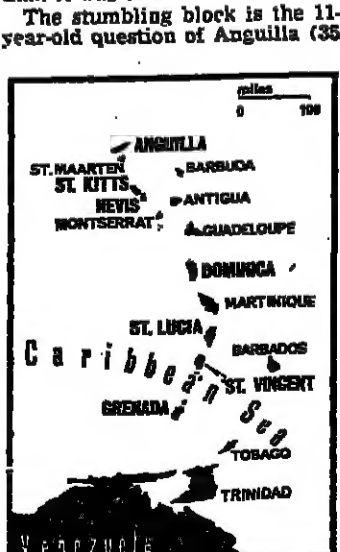 The stumbling block is the 11-
year-old question of Anguilla (35
miles
0 100
ANGUILLA
ST. MAARTEN
BARBUDA
ST. KITTS
NEVIS
ANTIGUA
MONTSERRAT
GUADELOUPE
DOMINICA
MARTINIQUE
ST. LUCIA
BARBADOS
Caribbean Sea
ST. VINCENT
GRENADA
TOBAGO
TRINIDAD
Venezuela